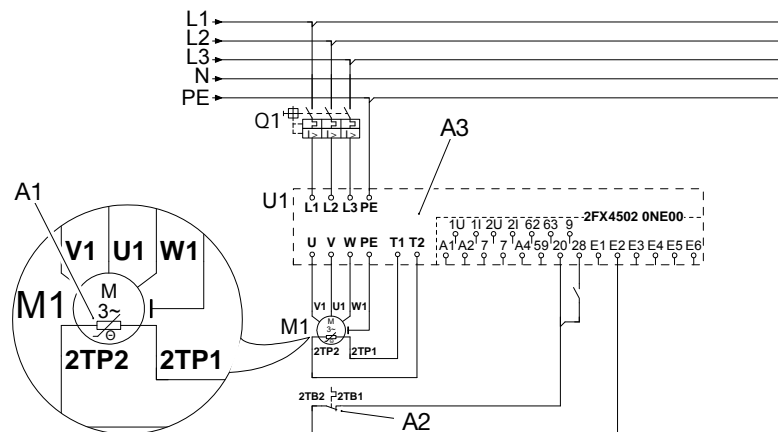 L1
L2
L3
N
PE
Q1
I> I> I>
A3
A1
U1
L1 L2 L3 PE
2FX4502 0NE00
1U 1I 2U 2I 62 63 9
A1 A2 7 7 A4 59 20 28 E1 E2 E3 E4 E5 E6
U V W PE T1 T2
V1 U1 W1
M1
M
3~
Θ
2TP2 2TP1
V1 U1 W1
M1
M
3~
Θ
2TP2 2TP1
2TB2 2TB1
A2